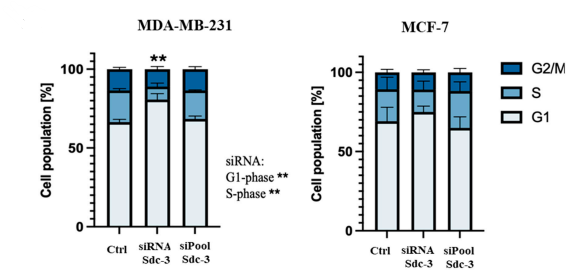 MDA-MB-231
MCF-7
**
Cell population [%]
100
50
0
Ctrl
siRNA
Sdc-3
siPool
Sdc-3
siRNA:
G1-phase **
S-phase **
Cell population [%]
100
50
0
Ctrl
siRNA
Sdc-3
siPool
Sdc-3
G2/M
S
G1